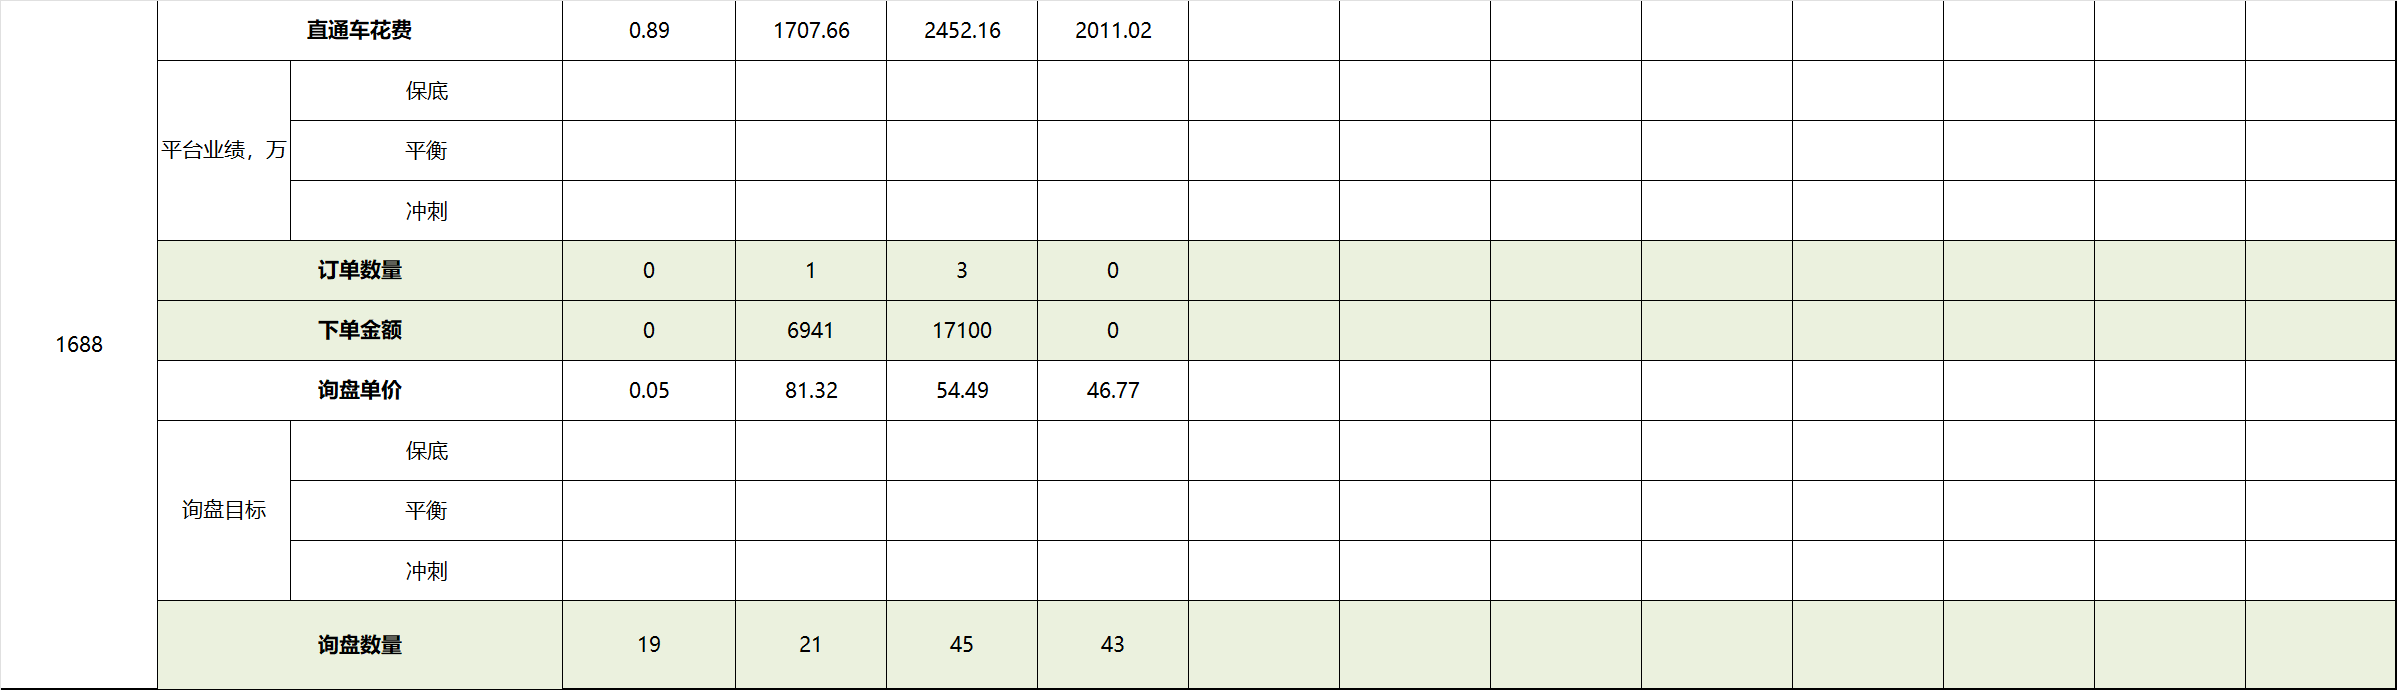 直通车花费 0.89 1707.66 2452.16 2011.02
保底
平台业绩，万 平衡
冲刺
订单数量 0 1 3 0
下单金额 0 6941 17100 0
1688
询盘单价 0.05 81.32 54.49 46.77
保底
询盘目标 平衡
冲刺
询盘数量 19 21 45 43